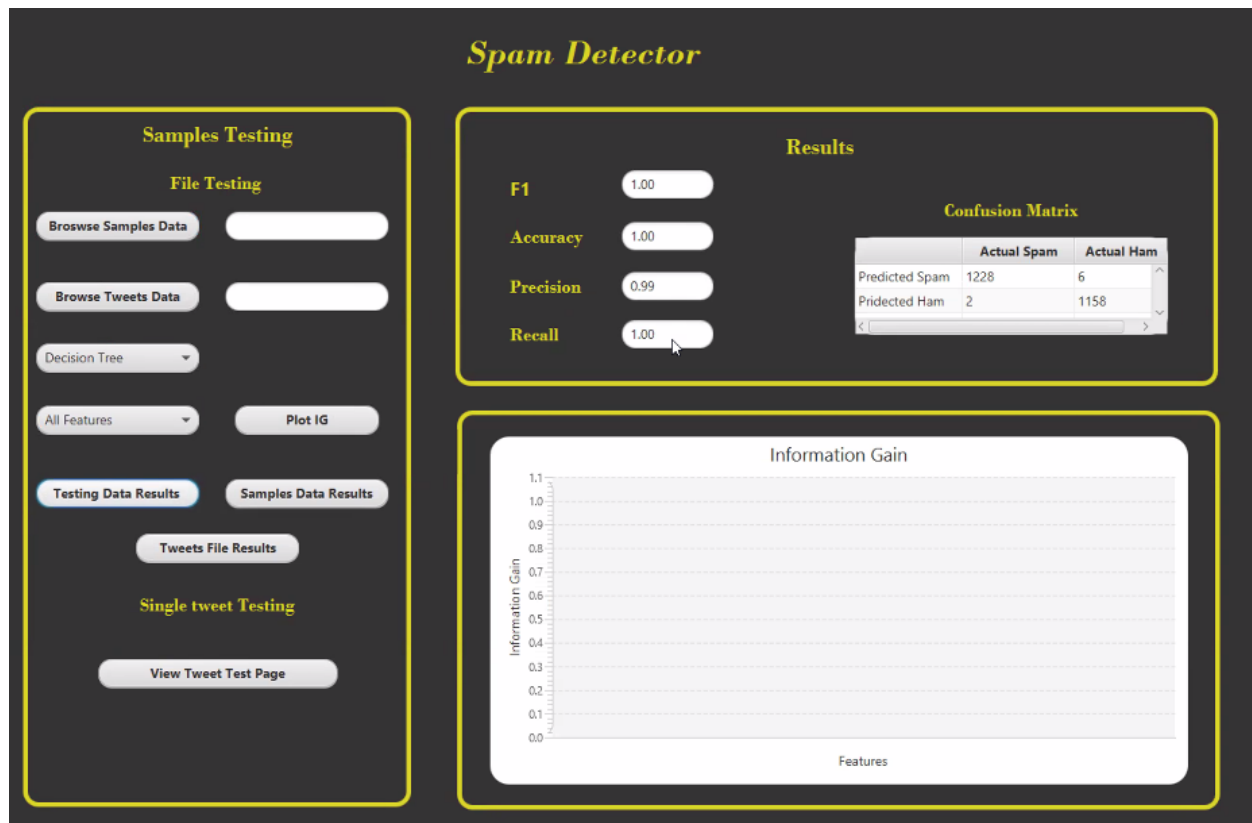 Spam Detector
Samples Testing
File Testing
Broswse Samples Data
Browse Tweets Data
Decision Tree
All Features
Plot IG
Testing Data Results
Samples Data Results
Tweets File Results
Single tweet Testing
View Tweet Test Page
Results
F1
1.00
Accuracy
1.00
Precision
0.99
Recall
1.00
Confusion Matrix
Actual Spam Actual Ham
Predicted Spam 1228 6
Pridected Ham 2 1158
Information Gain
1.1
1.0
0.9
0.8
0.7
0.6
0.5
0.4
0.3
0.2
0.1
0.0
Information Gain
Features